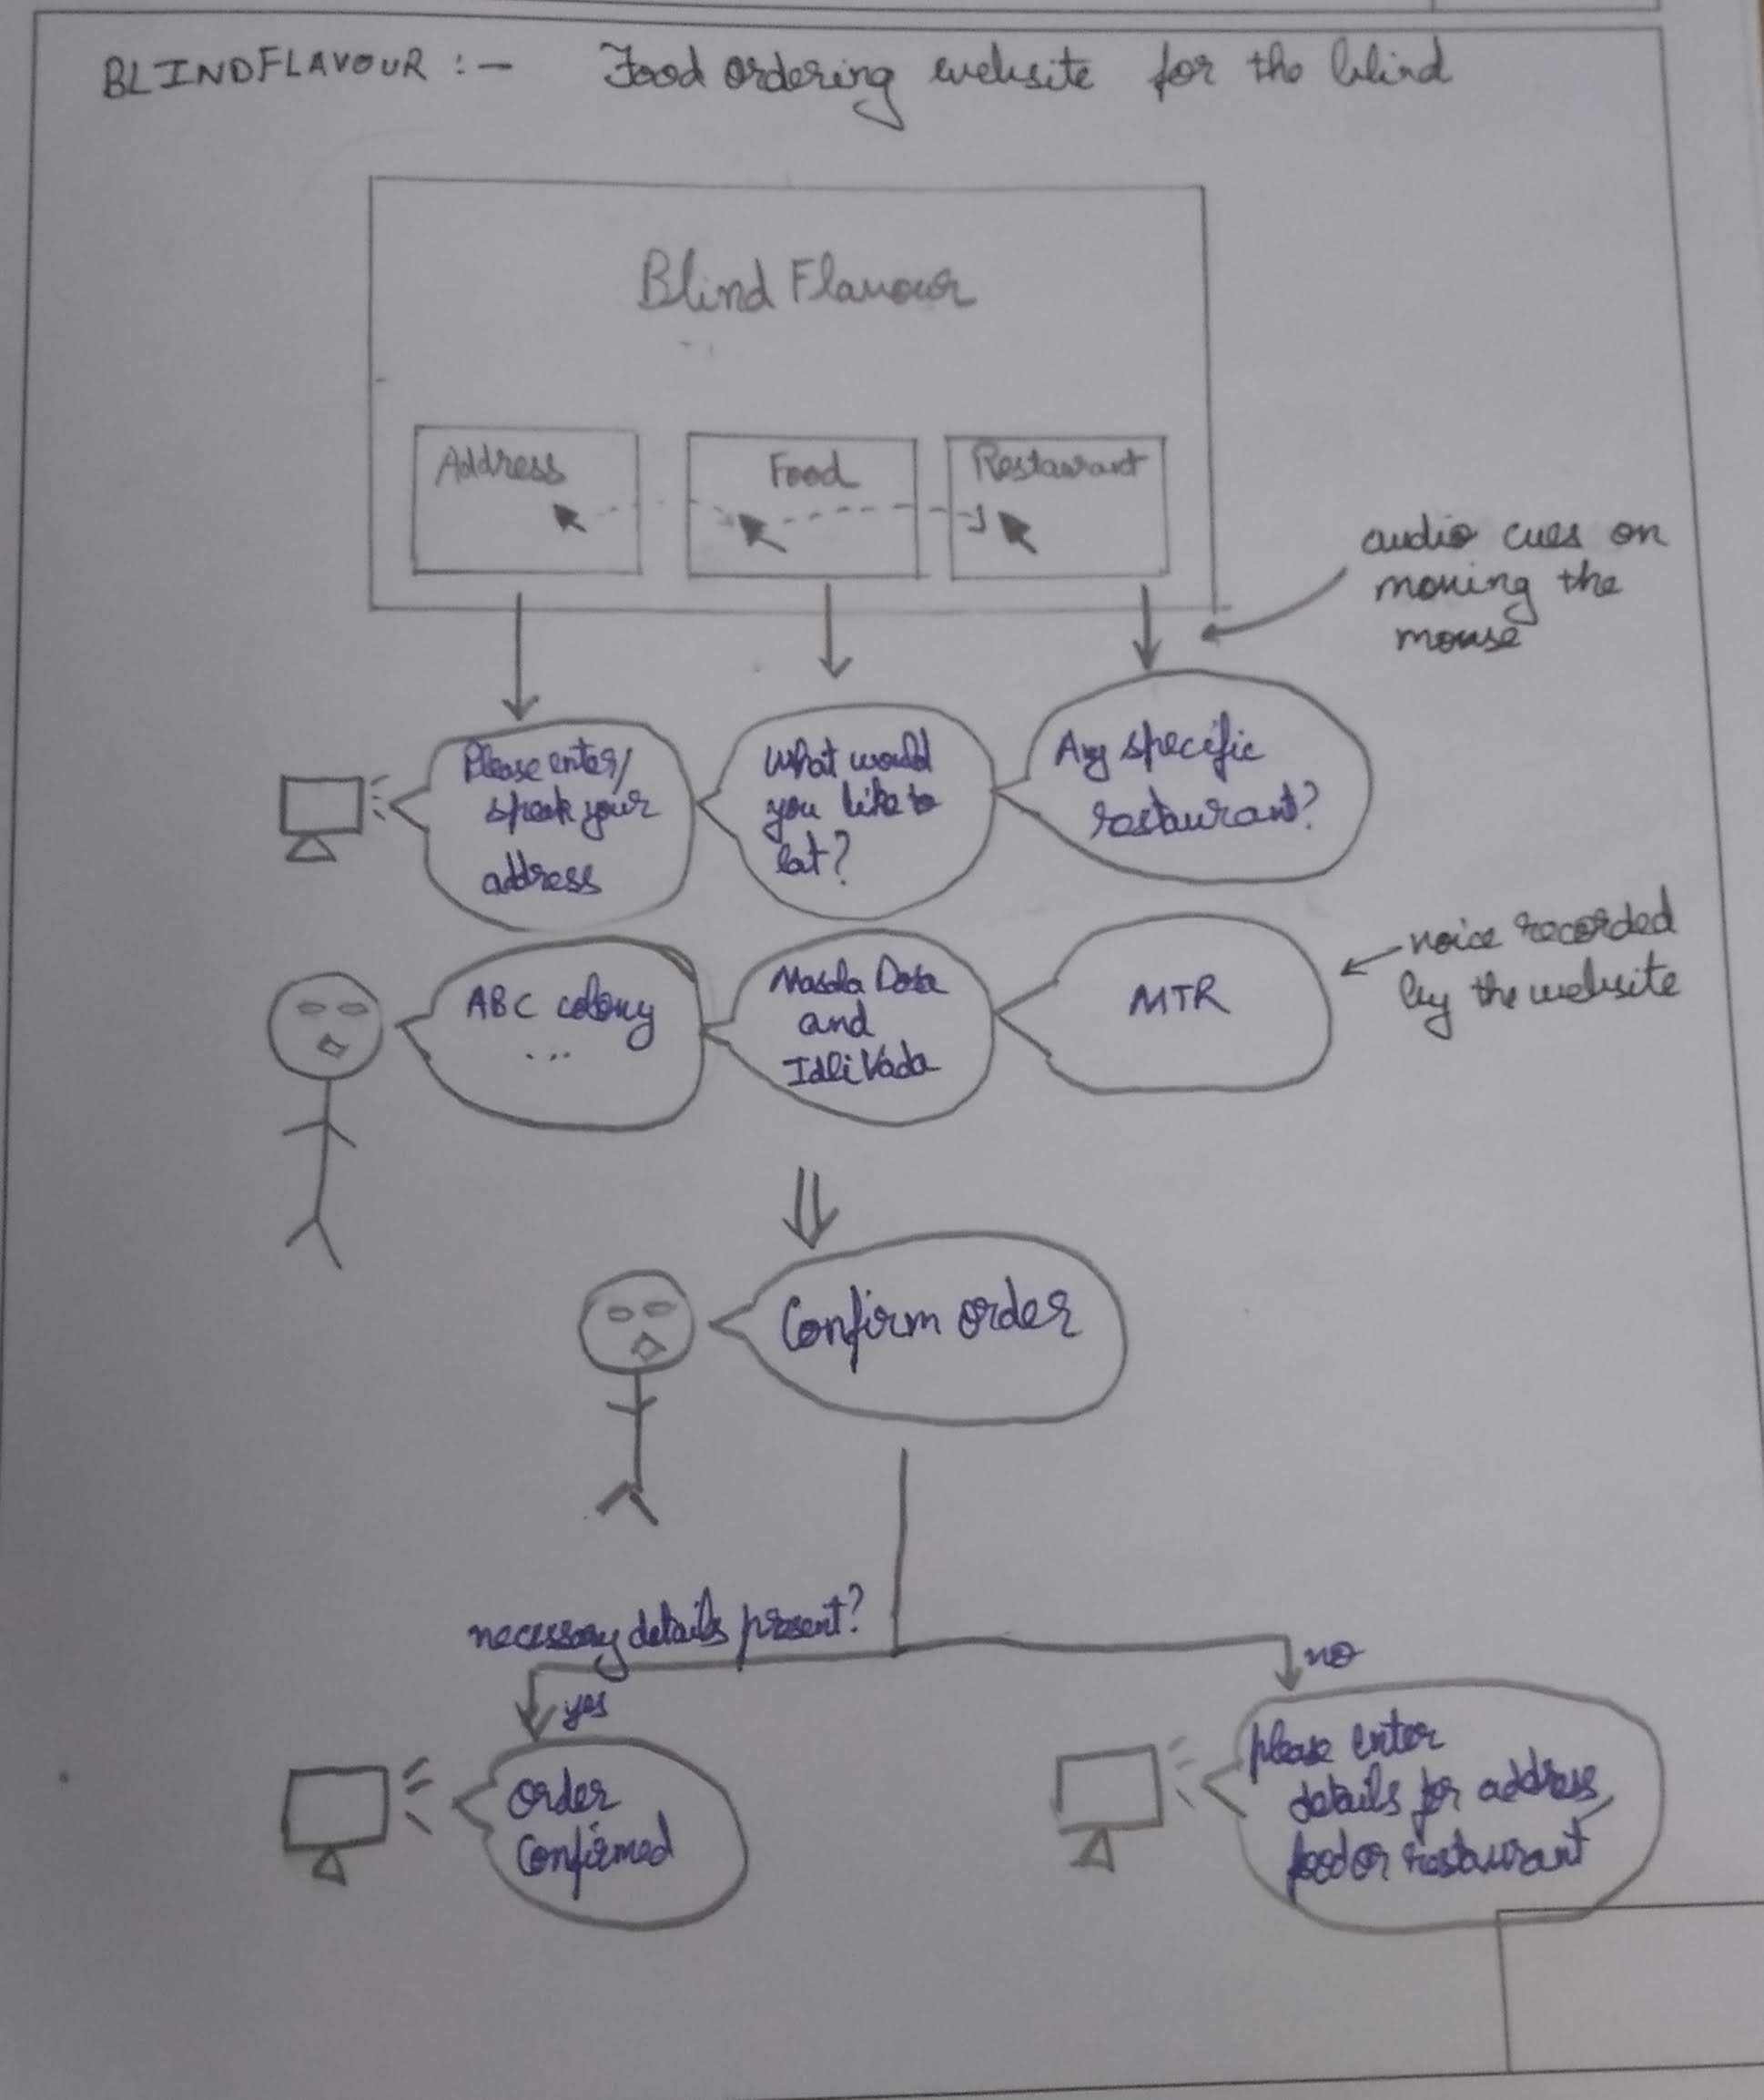 BLINDFLAVOUR :- Food ordering website for the blind
Blind Flavour
Address
Food
Restaurant
audio cues on
moving the
mouse
Please enter/
speak your
address
What would
you like to
eat?
Any specific
restaurant?
ABC colony
...
Masala Dosa
and
Idli Vada
MTR
voice recorded
by the website
Confirm order
necessary details present?
yes
no
Order
Confirmed
please enter
details for address,
food or restaurant